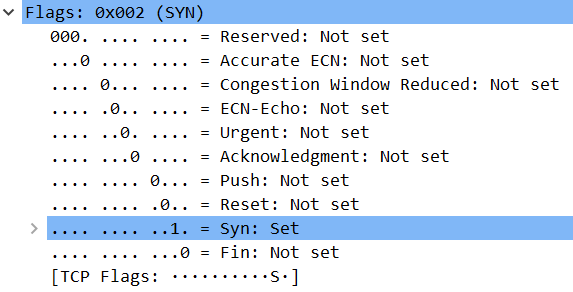 Flags: 0x002 (SYN)
000. .... .... = Reserved: Not set
...0 .... .... = Accurate ECN: Not set
.... 0... .... = Congestion Window Reduced: Not set
.... .0.. .... = ECN-Echo: Not set
.... ..0. .... = Urgent: Not set
.... ...0 .... = Acknowledgment: Not set
.... .... 0... = Push: Not set
.... .... .0.. = Reset: Not set
.... .... ..1. = Syn: Set
.... .... ...0 = Fin: Not set
[TCP Flags: ··········S·]